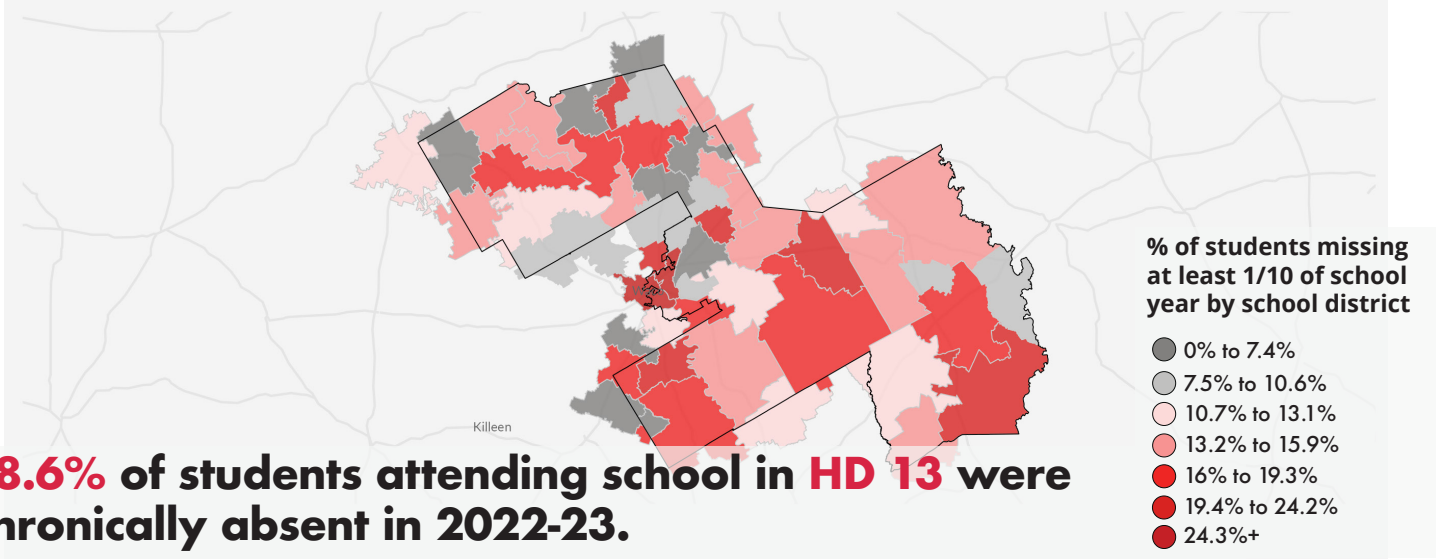 % of students missing
at least 1/10 of school
year by school district
0% to 7.4%
7.5% to 10.6%
10.7% to 13.1%
13.2% to 15.9%
16% to 19.3%
19.4% to 24.2%
24.3%+
Killeen
8.6% of students attending school in HD 13 were
hronically absent in 2022-23.